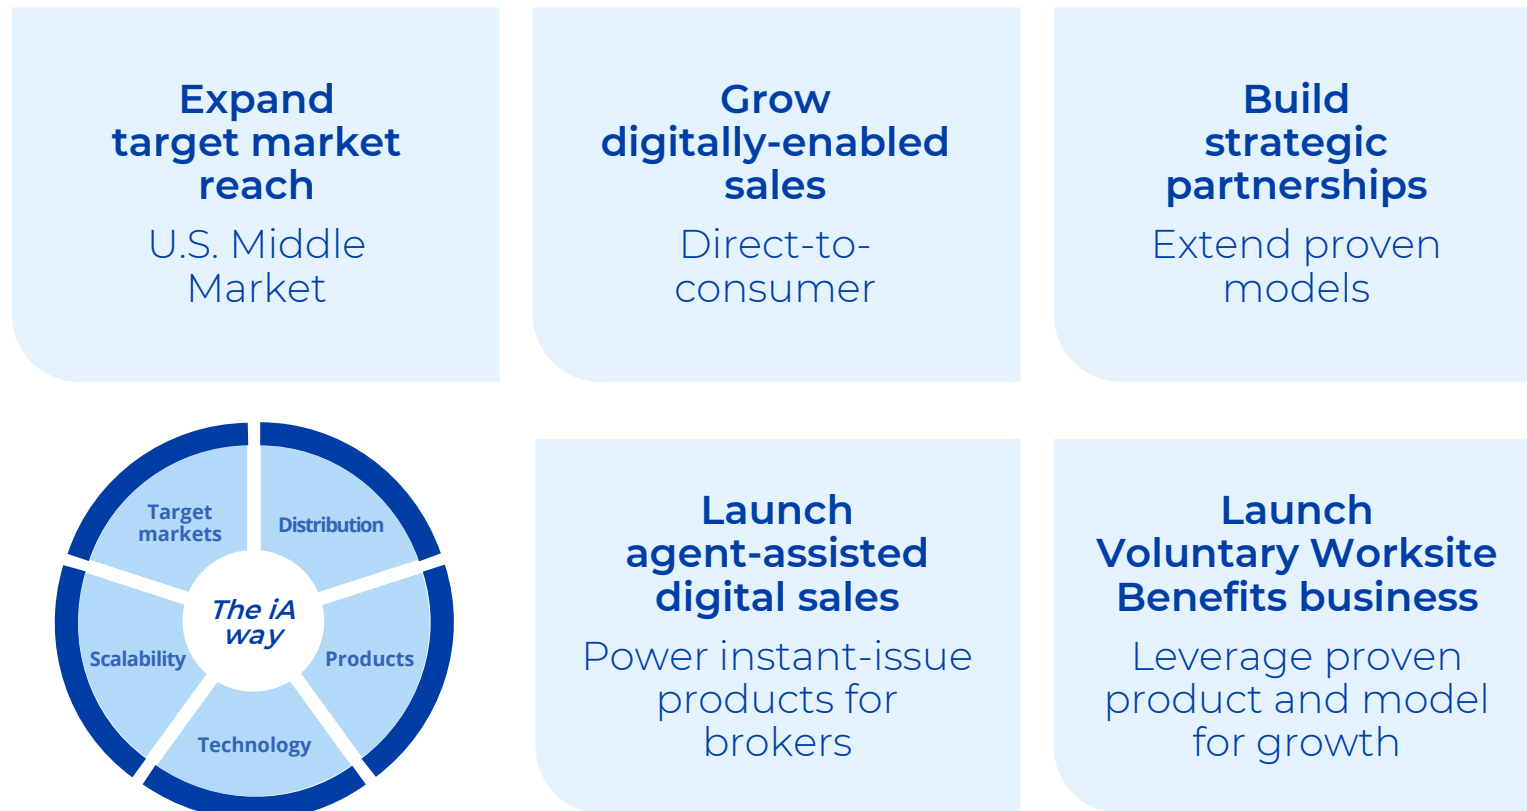 Expand
target market
reach
U.S. Middle
Market
Grow
digitally-enabled
sales
Direct-to-
consumer
Build
strategic
partnerships
Extend proven
models
Target
markets
Distribution
The iA
way
Scalability
Products
Technology
Launch
agent-assisted
digital sales
Power instant-issue
products for
brokers
Launch
Voluntary Worksite
Benefits business
Leverage proven
product and model
for growth